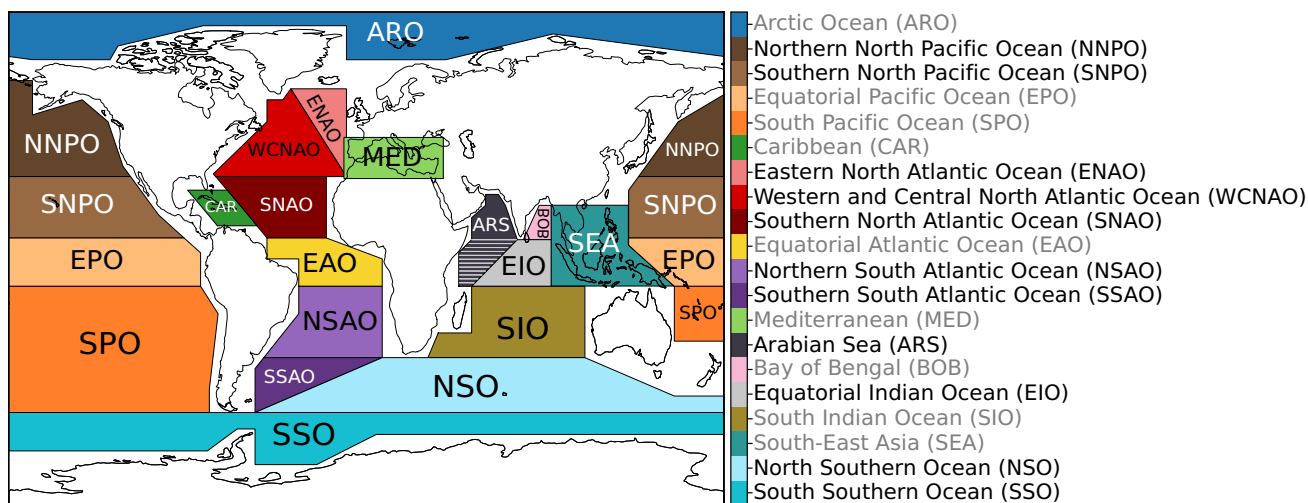 ARO
ENAO
NNPO
WCNAO
MED
NNPO
SNPO
CAR
SNAO
ARS
BOB
SEA
SNPO
EPO
EAO
EIO
EPO
SPO
NSAO
SIO
SPO
SSAO
NSO
SSO
Arctic Ocean (ARO)
Northern North Pacific Ocean (NNPO)
Southern North Pacific Ocean (SNPO)
Equatorial Pacific Ocean (EPO)
South Pacific Ocean (SPO)
Caribbean (CAR)
Eastern North Atlantic Ocean (ENAO)
Western and Central North Atlantic Ocean (WCNAO)
Southern North Atlantic Ocean (SNAO)
Equatorial Atlantic Ocean (EAO)
Northern South Atlantic Ocean (NSAO)
Southern South Atlantic Ocean (SSAO)
Mediterranean (MED)
Arabian Sea (ARS)
Bay of Bengal (BOB)
Equatorial Indian Ocean (EIO)
South Indian Ocean (SIO)
South-East Asia (SEA)
North Southern Ocean (NSO)
South Southern Ocean (SSO)